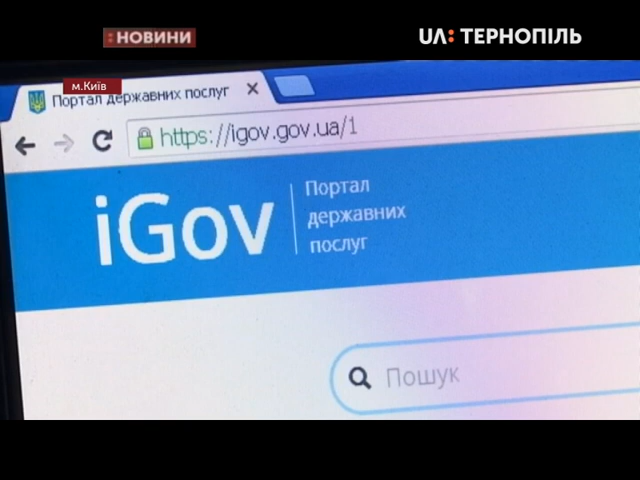 НОВИНИ
UA: ТЕРНОПІЛЬ
м.Київ
Портал державних послуг
https://igov.gov.ua/1
iGov
Портал
державних
послуг
Пошук